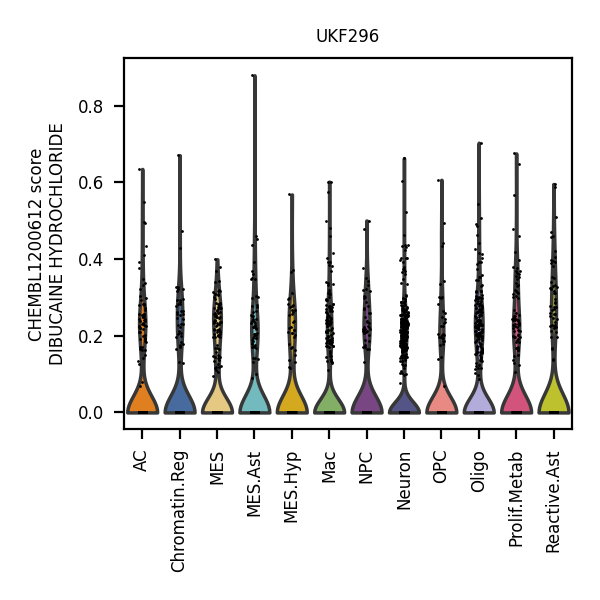 UKF296
CHEMBL1200612 score
DIBUCAINE HYDROCHLORIDE
0.8
0.6
0.4
0.2
0.0
AC
Chromatin.Reg
MES
MES.Ast
MES.Hyp
Mac
NPC
Neuron
OPC
Oligo
Prolif.Metab
Reactive.Ast